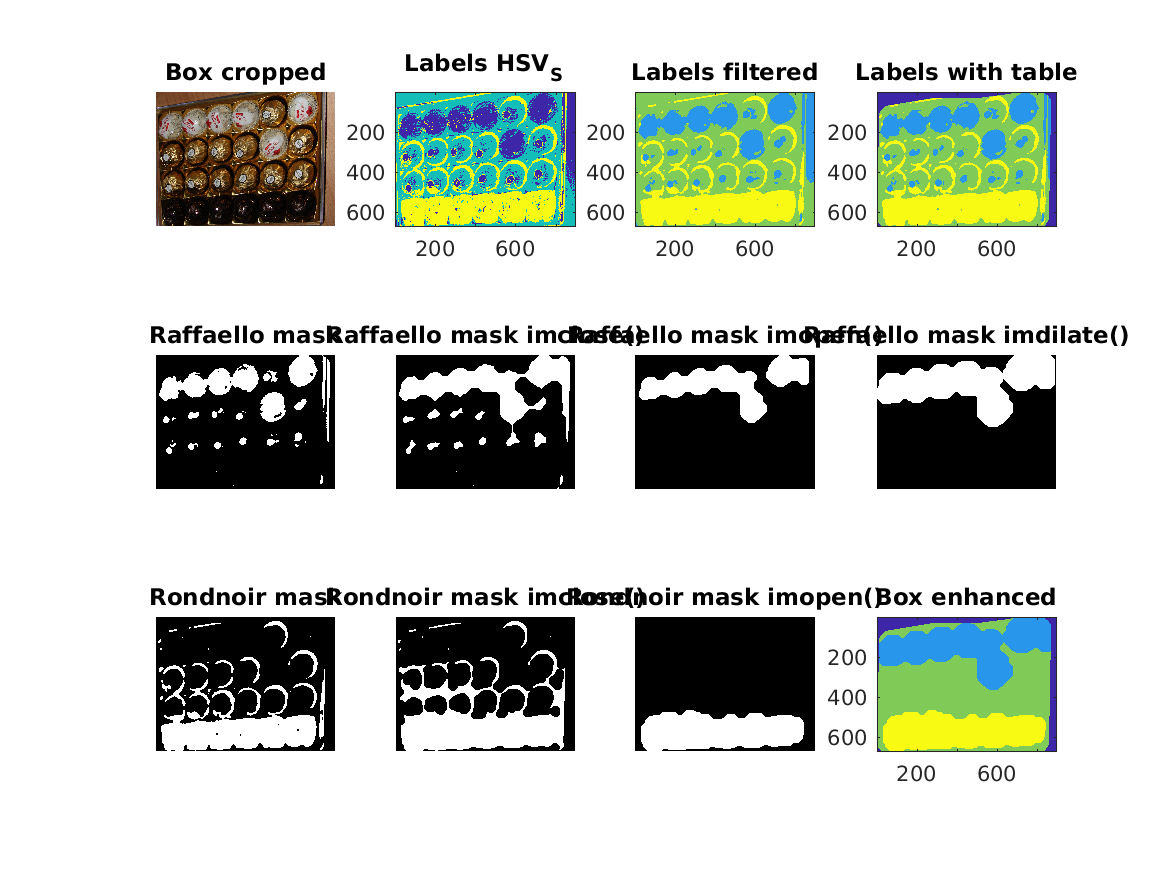 Box cropped
Labels HSV_S
Labels filtered
Labels with table
200
400
600
200 600
200
400
600
200 600
200
400
600
200 600
Raffaello mask
Raffaello mask imclose()
Raffaello mask imopen()
Raffaello mask imdilate()
Rondnoir mask
Rondnoir mask imclose()
Rondnoir mask imopen()
Box enhanced
200
400
600
200 600